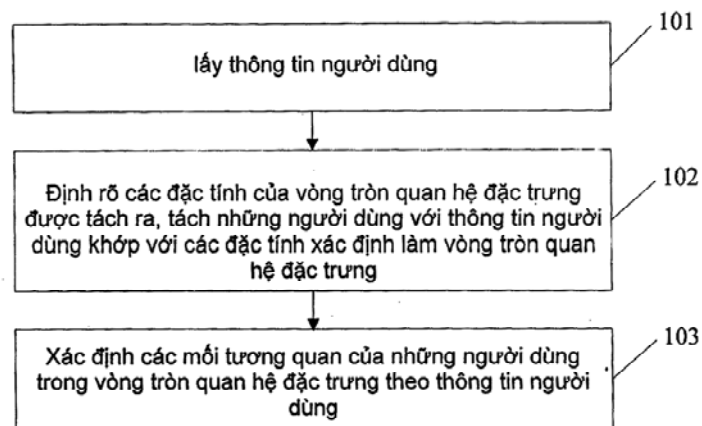 101
lấy thông tin người dùng
102
Định rõ các đặc tính của vòng tròn quan hệ đặc trưng
được tách ra, tách những người dùng với thông tin người
dùng khớp với các đặc tính xác định làm vòng tròn quan
hệ đặc trưng
103
Xác định các mối tương quan của những người dùng
trong vòng tròn quan hệ đặc trưng theo thông tin người
dùng